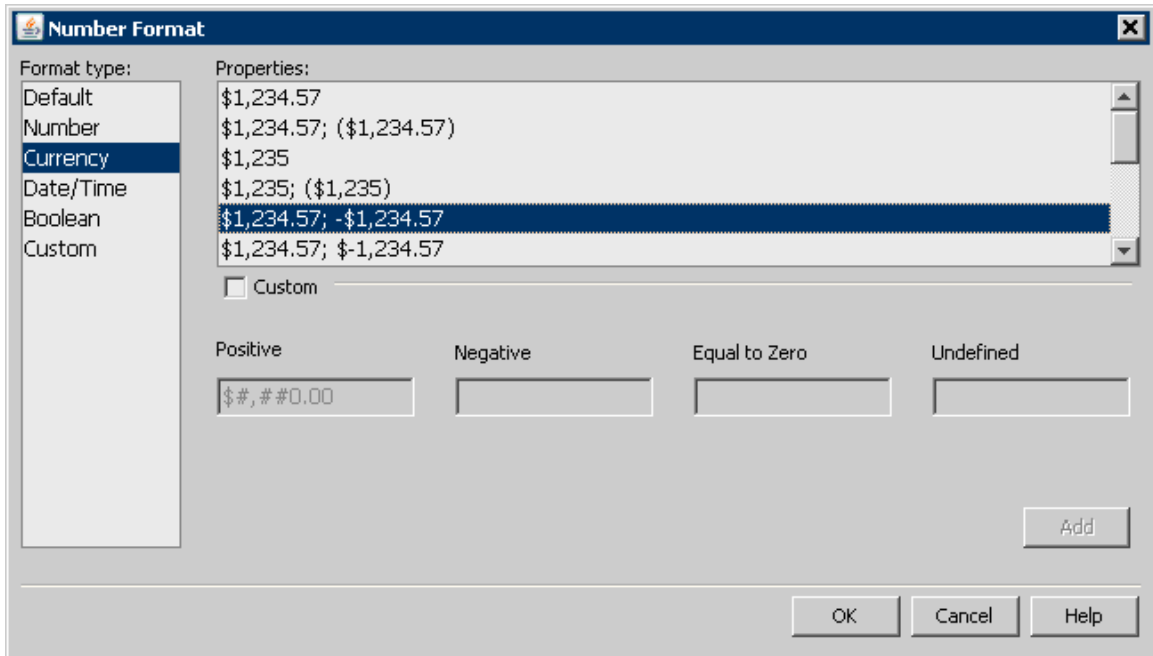 Number Format
Format type:
Default
Number
Currency
Date/Time
Boolean
Custom
Properties:
$1,234.57
$1,234.57; ($1,234.57)
$1,235
$1,235; ($1,235)
$1,234.57; -$1,234.57
$1,234.57; $-1,234.57
Custom
Positive Negative Equal to Zero Undefined
$#,##0.00
Add
OK Cancel Help